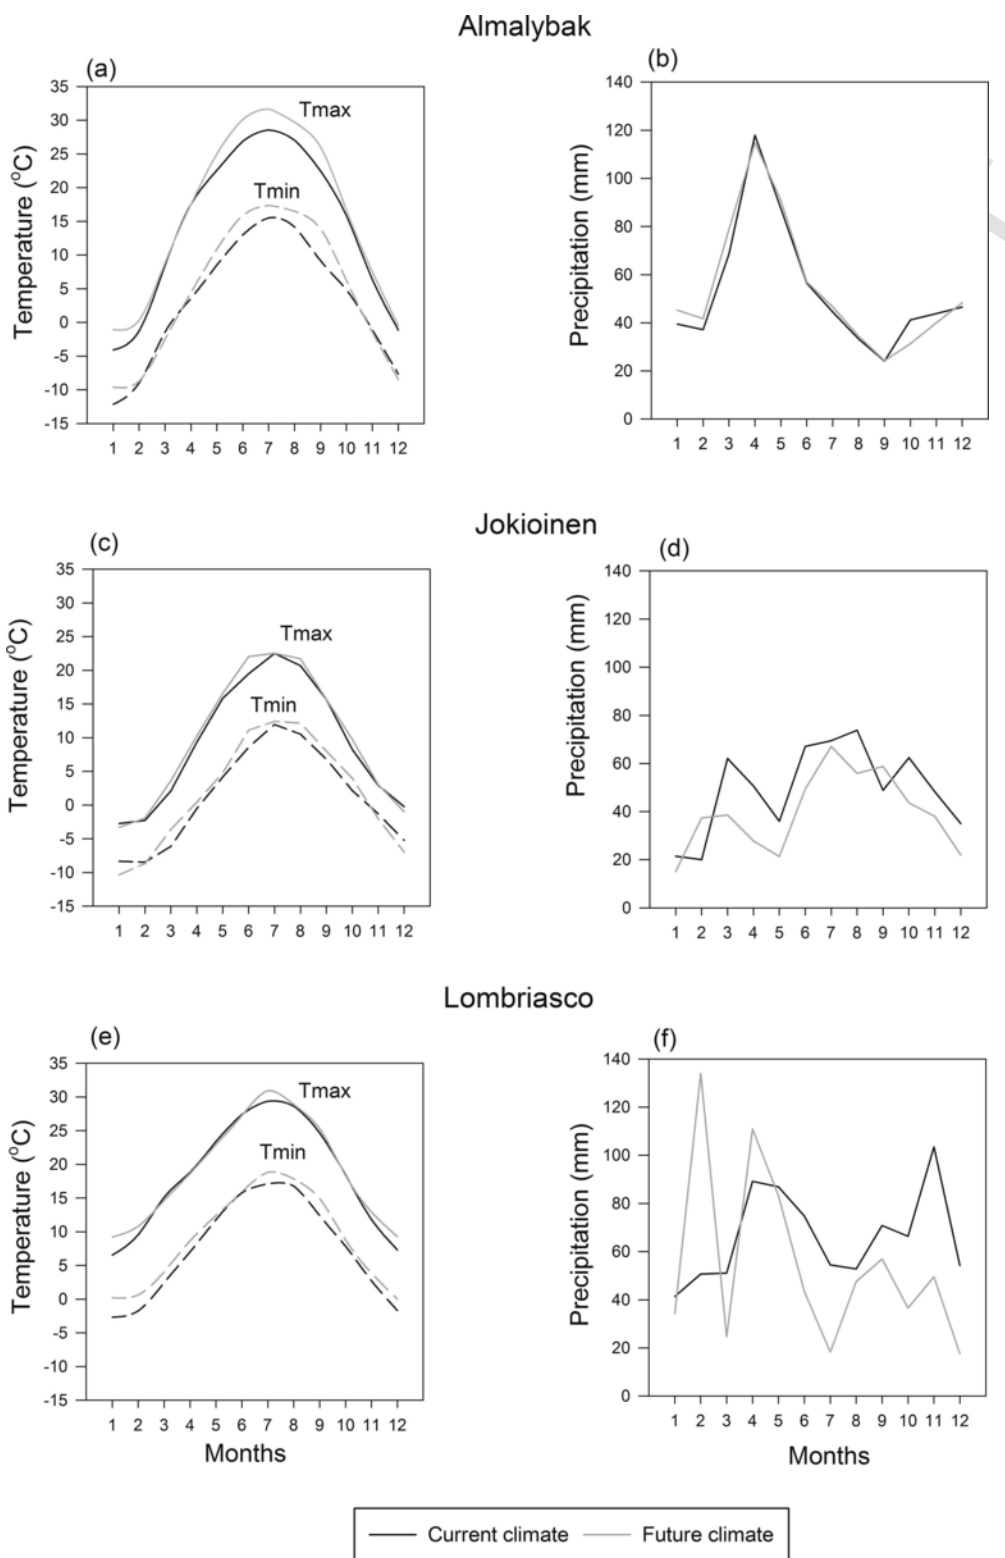 Almalybak
(a)
(b)
Temperature (°C)
35
30
25
20
15
10
5
0
-5
-10
-15
Tmax
Tmin
1 2 3 4 5 6 7 8 9 10 11 12
Precipitation (mm)
140
120
100
80
60
40
20
0
1 2 3 4 5 6 7 8 9 10 11 12
Jokioinen
(c)
(d)
Temperature (°C)
35
30
25
20
15
10
5
0
-5
-10
-15
Tmax
Tmin
1 2 3 4 5 6 7 8 9 10 11 12
Precipitation (mm)
140
120
100
80
60
40
20
0
1 2 3 4 5 6 7 8 9 10 11 12
Lombriasco
(e)
(f)
Temperature (°C)
35
30
25
20
15
10
5
0
-5
-10
-15
Tmax
Tmin
1 2 3 4 5 6 7 8 9 10 11 12
Months
Precipitation (mm)
140
120
100
80
60
40
20
0
1 2 3 4 5 6 7 8 9 10 11 12
Months
Current climate
Future climate